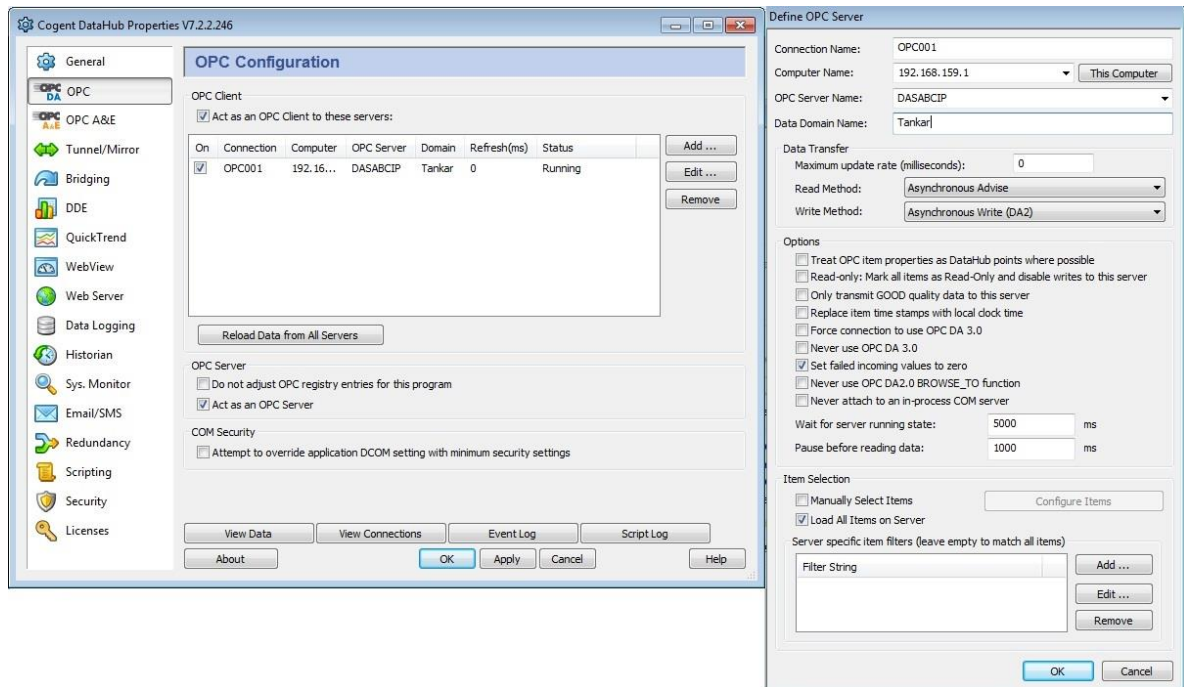 Cogent DataHub Properties V7.2.2.246
General
OPC DA OPC
OPC A&E OPC A&E
Tunnel/Mirror
Bridging
DDE
QuickTrend
WebView
Web Server
Data Logging
Historian
Sys. Monitor
Email/SMS
Redundancy
Scripting
Security
Licenses
OPC Configuration
OPC Client
Act as an OPC Client to these servers:
On Connection Computer OPC Server Domain Refresh(ms) Status
OPC001 192.16... DASABCIP Tankar 0 Running
Add ...
Edit ...
Remove
Reload Data from All Servers
OPC Server
Do not adjust OPC registry entries for this program
Act as an OPC Server
COM Security
Attempt to override application DCOM setting with minimum security settings
View Data View Connections Event Log Script Log
About OK Apply Cancel Help
Define OPC Server
Connection Name: OPC001
Computer Name: 192.168.159.1 This Computer
OPC Server Name: DASABCIP
Data Domain Name: Tankar
Data Transfer
Maximum update rate (milliseconds): 0
Read Method: Asynchronous Advise
Write Method: Asynchronous Write (DA2)
Options
Treat OPC item properties as DataHub points where possible
Read-only: Mark all items as Read-Only and disable writes to this server
Only transmit GOOD quality data to this server
Replace item time stamps with local clock time
Force connection to use OPC DA 3.0
Never use OPC DA 3.0
Set failed incoming values to zero
Never use OPC DA2.0 BROWSE_TO function
Never attach to an in-process COM server
Wait for server running state: 5000 ms
Pause before reading data: 1000 ms
Item Selection
Manually Select Items Configure Items
Load All Items on Server
Server specific item filters (leave empty to match all items)
Filter String
Add ...
Edit ...
Remove
OK Cancel